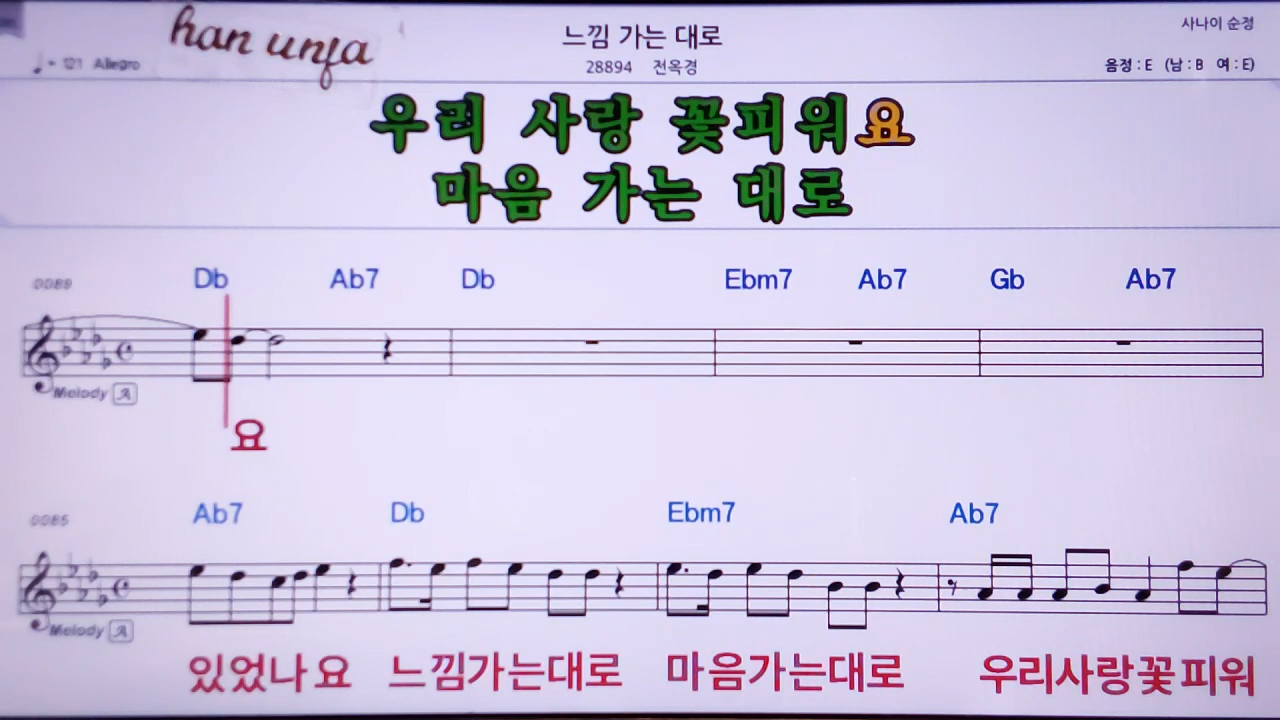 han unfa
느낌 가는 대로
사나이 순정
♩= 121 Allegro
28894 전옥경
음정 : E (남 : B 여 : E)
우리 사랑 꽃피워요
마음 가는 대로
0089
Db Ab7 Db Ebm7 Ab7 Gb Ab7
Melody A
요
0085
Ab7 Db Ebm7 Ab7
Melody A
있었나요 느낌가는대로 마음가는대로 우리사랑꽃피워